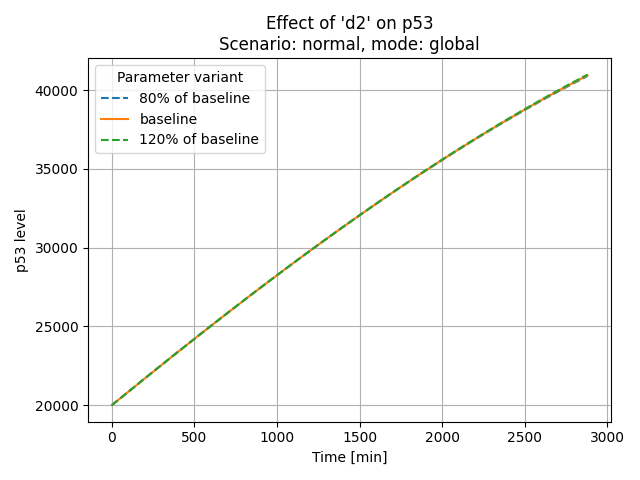 Effect of 'd2' on p53
Scenario: normal, mode: global
Parameter variant
80% of baseline
baseline
120% of baseline
p53 level
40000
35000
30000
25000
20000
0 500 1000 1500 2000 2500 3000
Time [min]